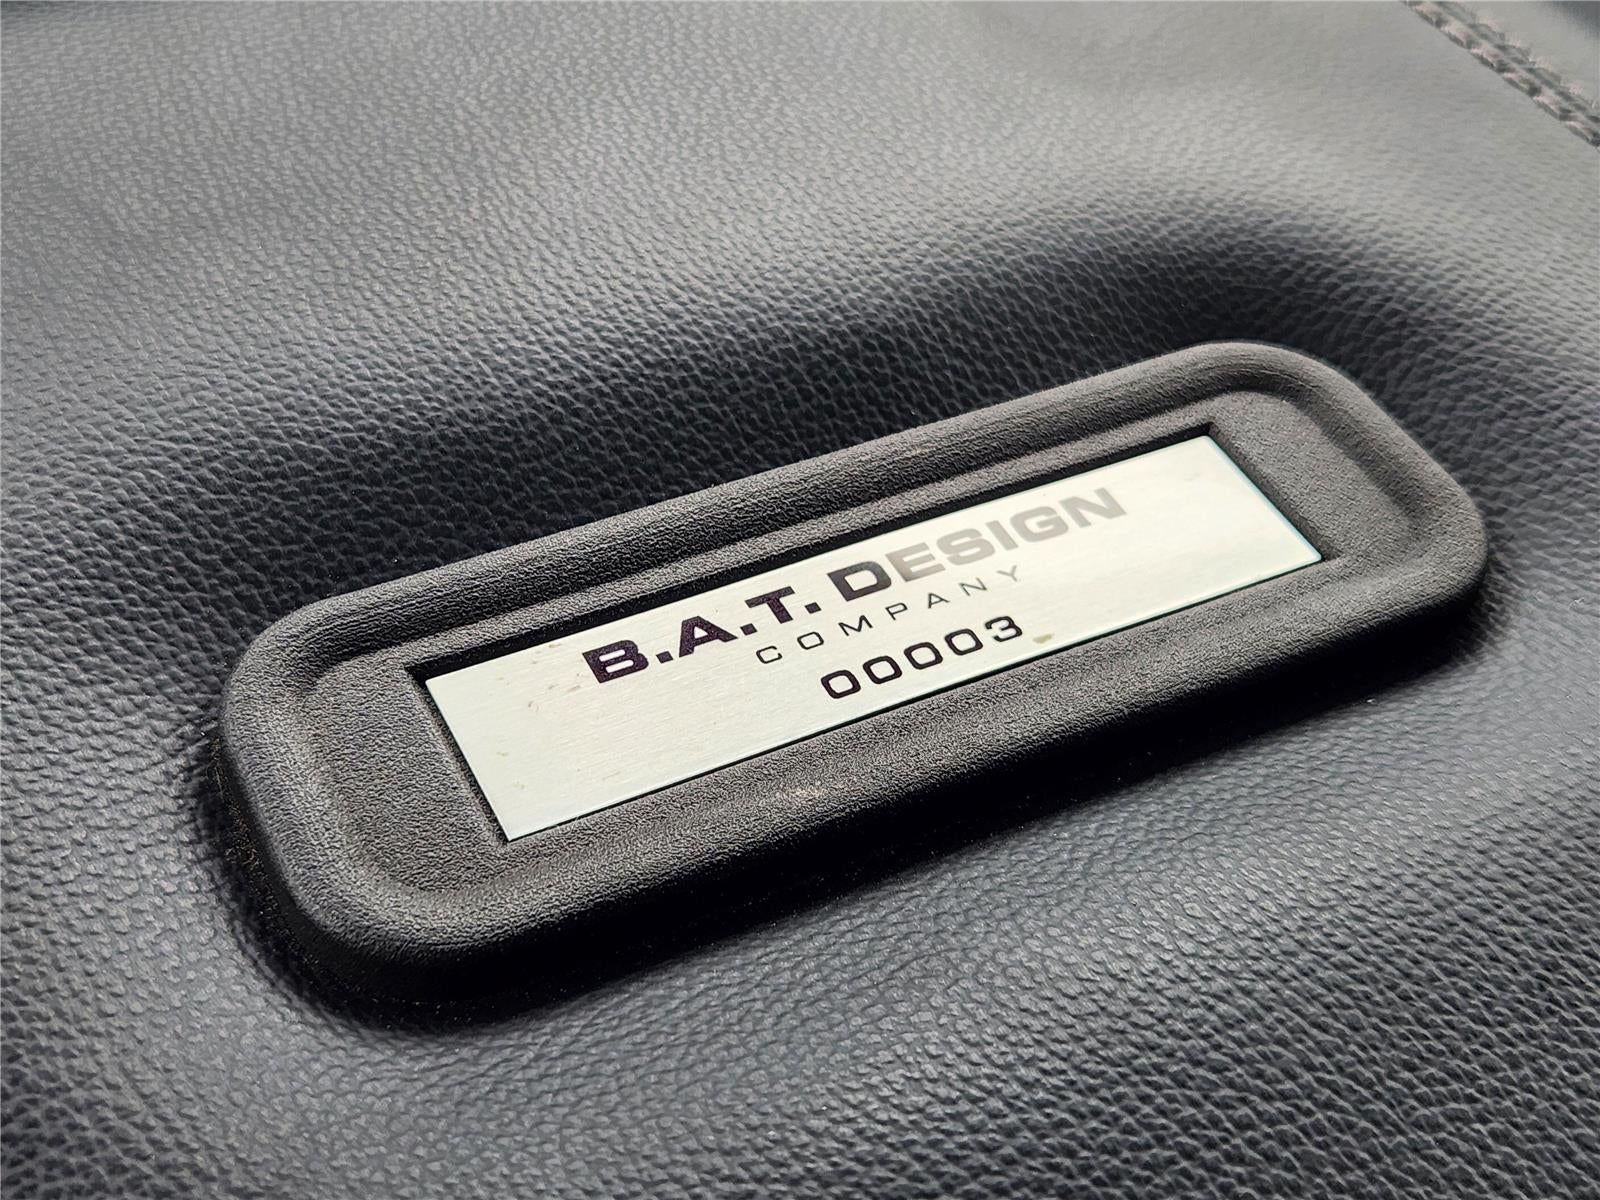 B.A.T. DESIGN
COMPANY
00003